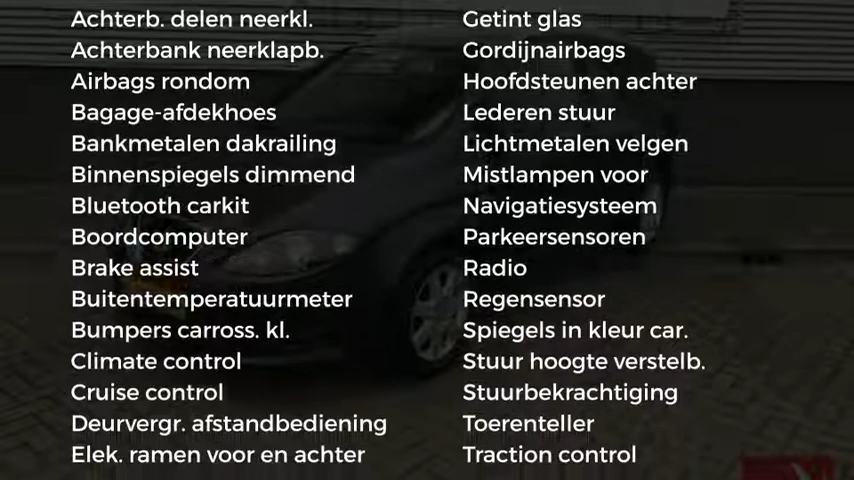 Achterb. delen neerkl.
Achterbank neerklapb.
Airbags rondom
Bagage-afdekhoes
Bankmetalen dakrailing
Binnenspiegels dimmend
Bluetooth carkit
Boordcomputer
Brake assist
Buitentemperatuurmeter
Bumpers carross. kl.
Climate control
Cruise control
Deurvergr. afstandbediening
Elek. ramen voor en achter
Getint glas
Gordijnairbags
Hoofdsteunen achter
Lederen stuur
Lichtmetalen velgen
Mistlampen voor
Navigatiesysteem
Parkeersensoren
Radio
Regensensor
Spiegels in kleur car.
Stuur hoogte verstelb.
Stuurbekrachtiging
Toerenteller
Traction control